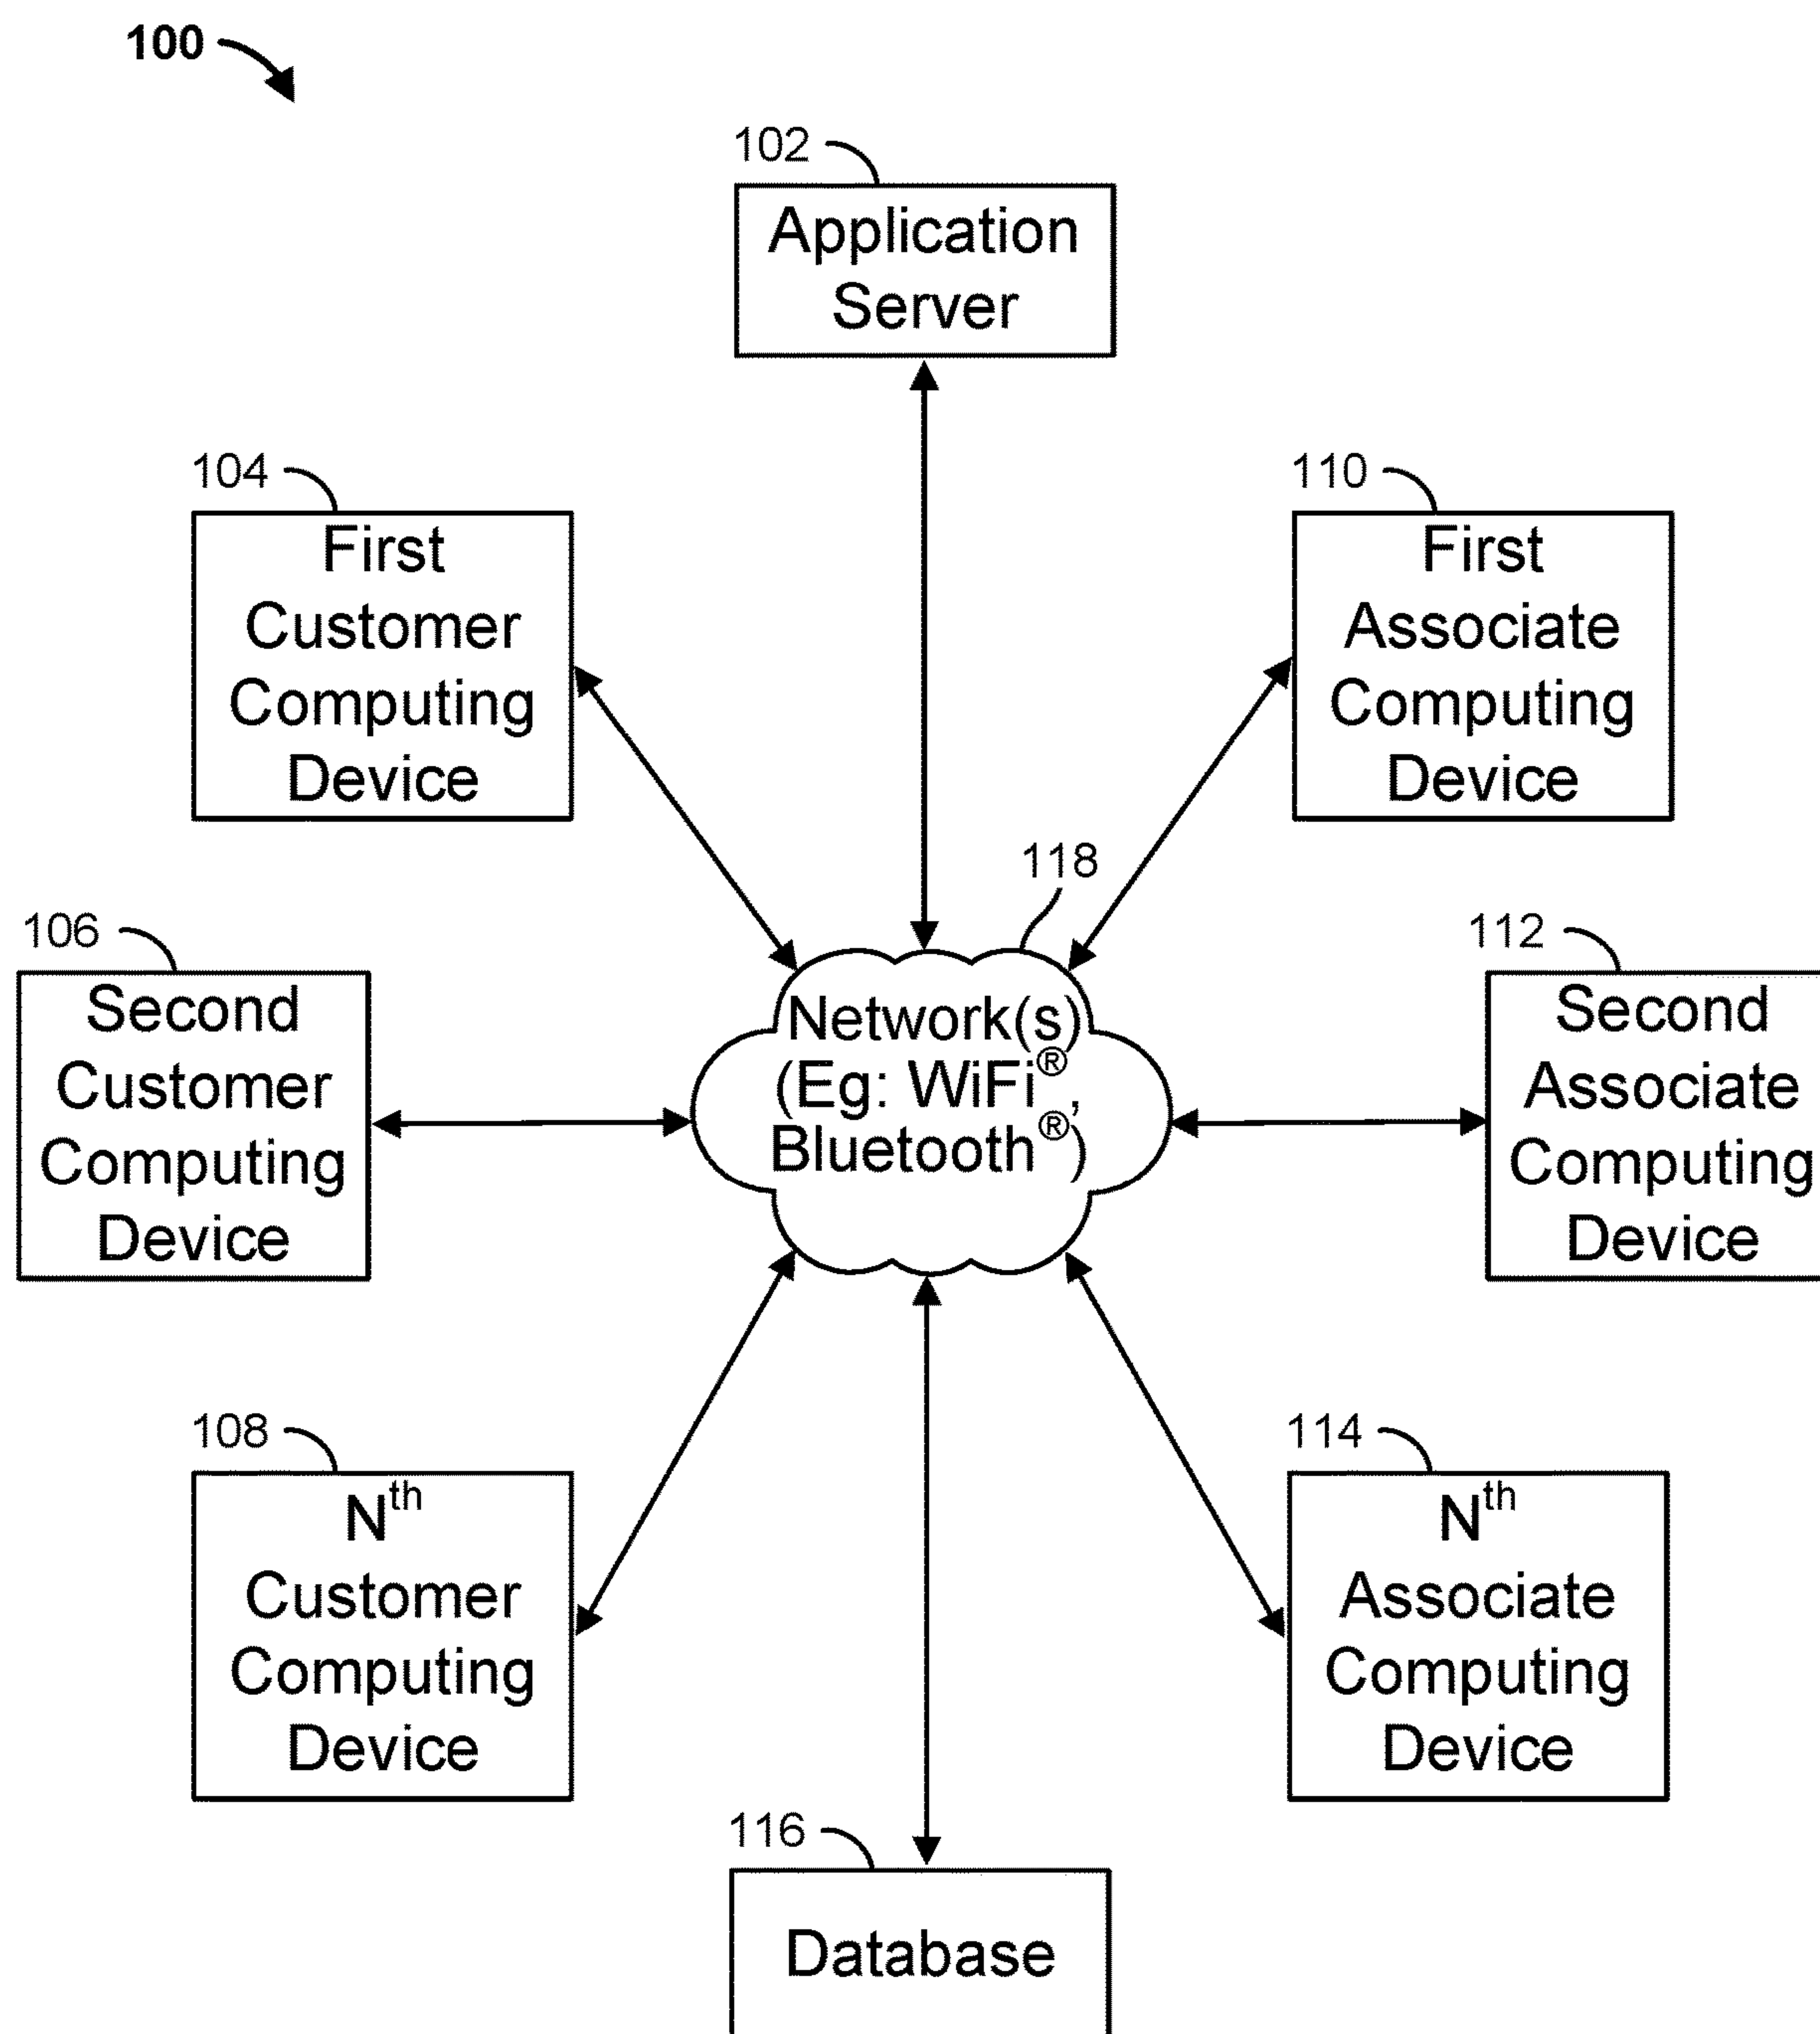 100
102
Application
Server
104
First
Customer
Computing
Device
110
First
Associate
Computing
Device
118
Network(s)
(Eg: WiFi®,
Bluetooth®,)
106
Second
Customer
Computing
Device
112
Second
Associate
Computing
Device
108
Nth
Customer
Computing
Device
114
Nth
Associate
Computing
Device
116
Database